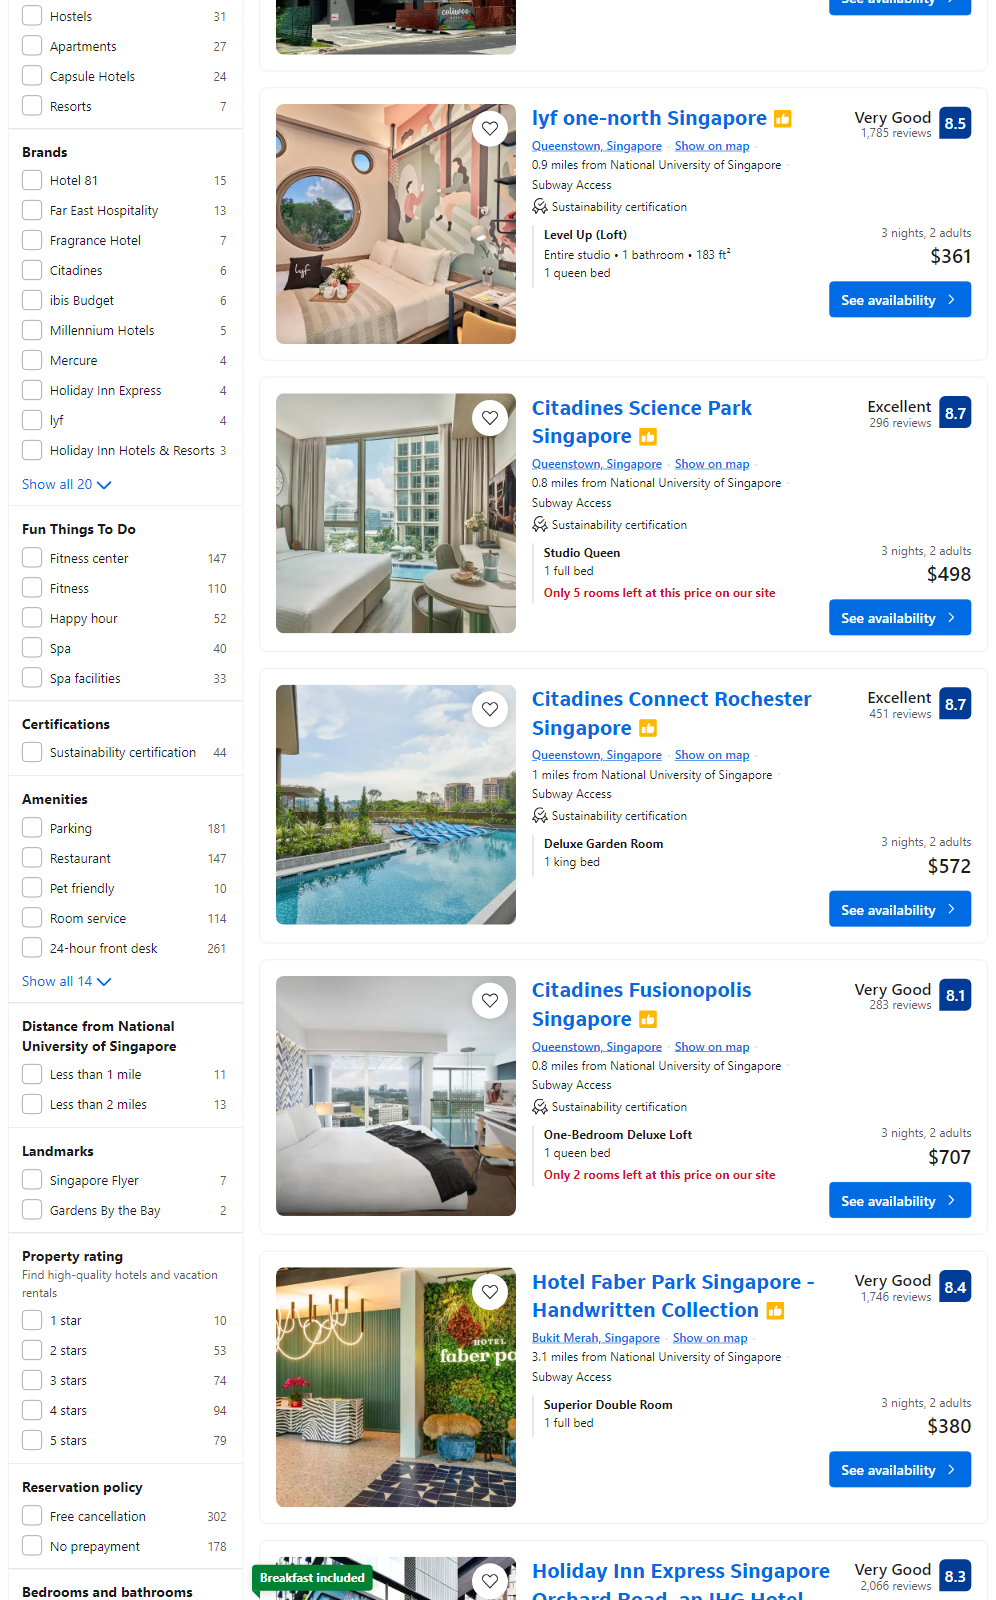 Hostels 31
Apartments 27
Capsule Hotels 24
Resorts 7
Brands
Hotel 81 15
Far East Hospitality 13
Fragrance Hotel 7
Citadines 6
ibis Budget 6
Millennium Hotels 5
Mercure 4
Holiday Inn Express 4
lyf 4
Holiday Inn Hotels & Resorts 3
Show all 20
Fun Things To Do
Fitness center 147
Fitness 110
Happy hour 52
Spa 40
Spa facilities 33
Certifications
Sustainability certification 44
Amenities
Parking 181
Restaurant 147
Pet friendly 10
Room service 114
24-hour front desk 261
Show all 14
Distance from National
University of Singapore
Less than 1 mile 11
Less than 2 miles 13
Landmarks
Singapore Flyer 7
Gardens By the Bay 2
Property rating
Find high-quality hotels and vacation
rentals
1 star 10
2 stars 53
3 stars 74
4 stars 94
5 stars 79
Reservation policy
Free cancellation 302
No prepayment 178
Bedrooms and bathrooms
coliwoo
See availability
lyf
lyf one-north Singapore
Very Good
1,785 reviews
8.5
Queenstown, Singapore · Show on map ·
0.9 miles from National University of Singapore ·
Subway Access
Sustainability certification
Level Up (Loft)
Entire studio • 1 bathroom • 183 ft²
1 queen bed
3 nights, 2 adults
$361
See availability
Citadines Science Park
Singapore
Excellent
296 reviews
8.7
Queenstown, Singapore · Show on map ·
0.8 miles from National University of Singapore ·
Subway Access
Sustainability certification
Studio Queen
1 full bed
Only 5 rooms left at this price on our site
3 nights, 2 adults
$498
See availability
Citadines Connect Rochester
Singapore
Excellent
451 reviews
8.7
Queenstown, Singapore · Show on map ·
1 miles from National University of Singapore ·
Subway Access
Sustainability certification
Deluxe Garden Room
1 king bed
3 nights, 2 adults
$572
See availability
Citadines Fusionopolis
Singapore
Very Good
283 reviews
8.1
Queenstown, Singapore · Show on map ·
0.8 miles from National University of Singapore ·
Subway Access
Sustainability certification
One-Bedroom Deluxe Loft
1 queen bed
Only 2 rooms left at this price on our site
3 nights, 2 adults
$707
See availability
HOTEL
faber pa
Hotel Faber Park Singapore -
Handwritten Collection
Very Good
1,746 reviews
8.4
Bukit Merah, Singapore · Show on map ·
3.1 miles from National University of Singapore ·
Subway Access
Superior Double Room
1 full bed
3 nights, 2 adults
$380
See availability
Breakfast included
Holiday Inn Express Singapore
Orchard Road, an IHG Hotel
Very Good
2,066 reviews
8.3